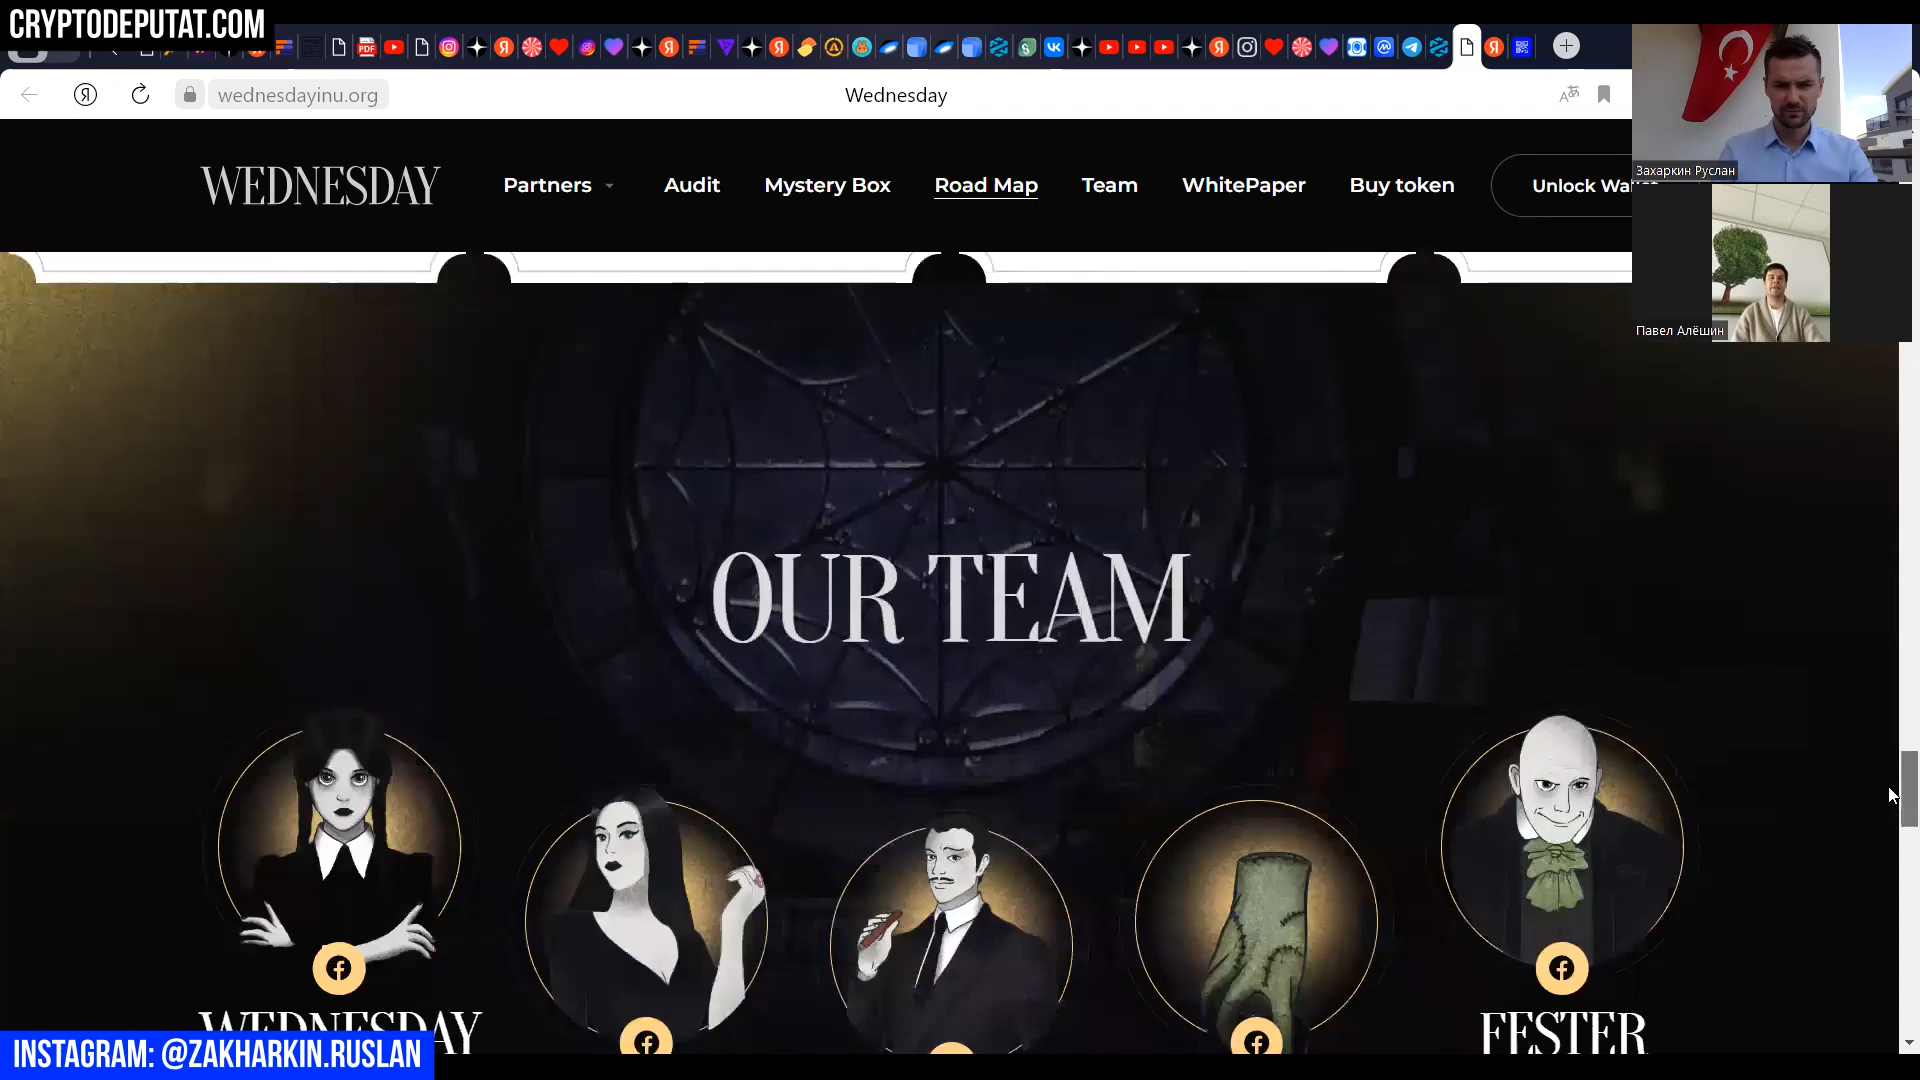 CRYPTODEPUTAT.COM
wednesdayinu.org
Wednesday
WEDNESDAY
Partners
Audit
Mystery Box
Road Map
Team
WhitePaper
Buy token
Unlock
Захаркин Руслан
Павел Алёшин
OUR TEAM
WEDNESDAY
FESTER
INSTAGRAM: @ZAKHARKIN.RUSLAN